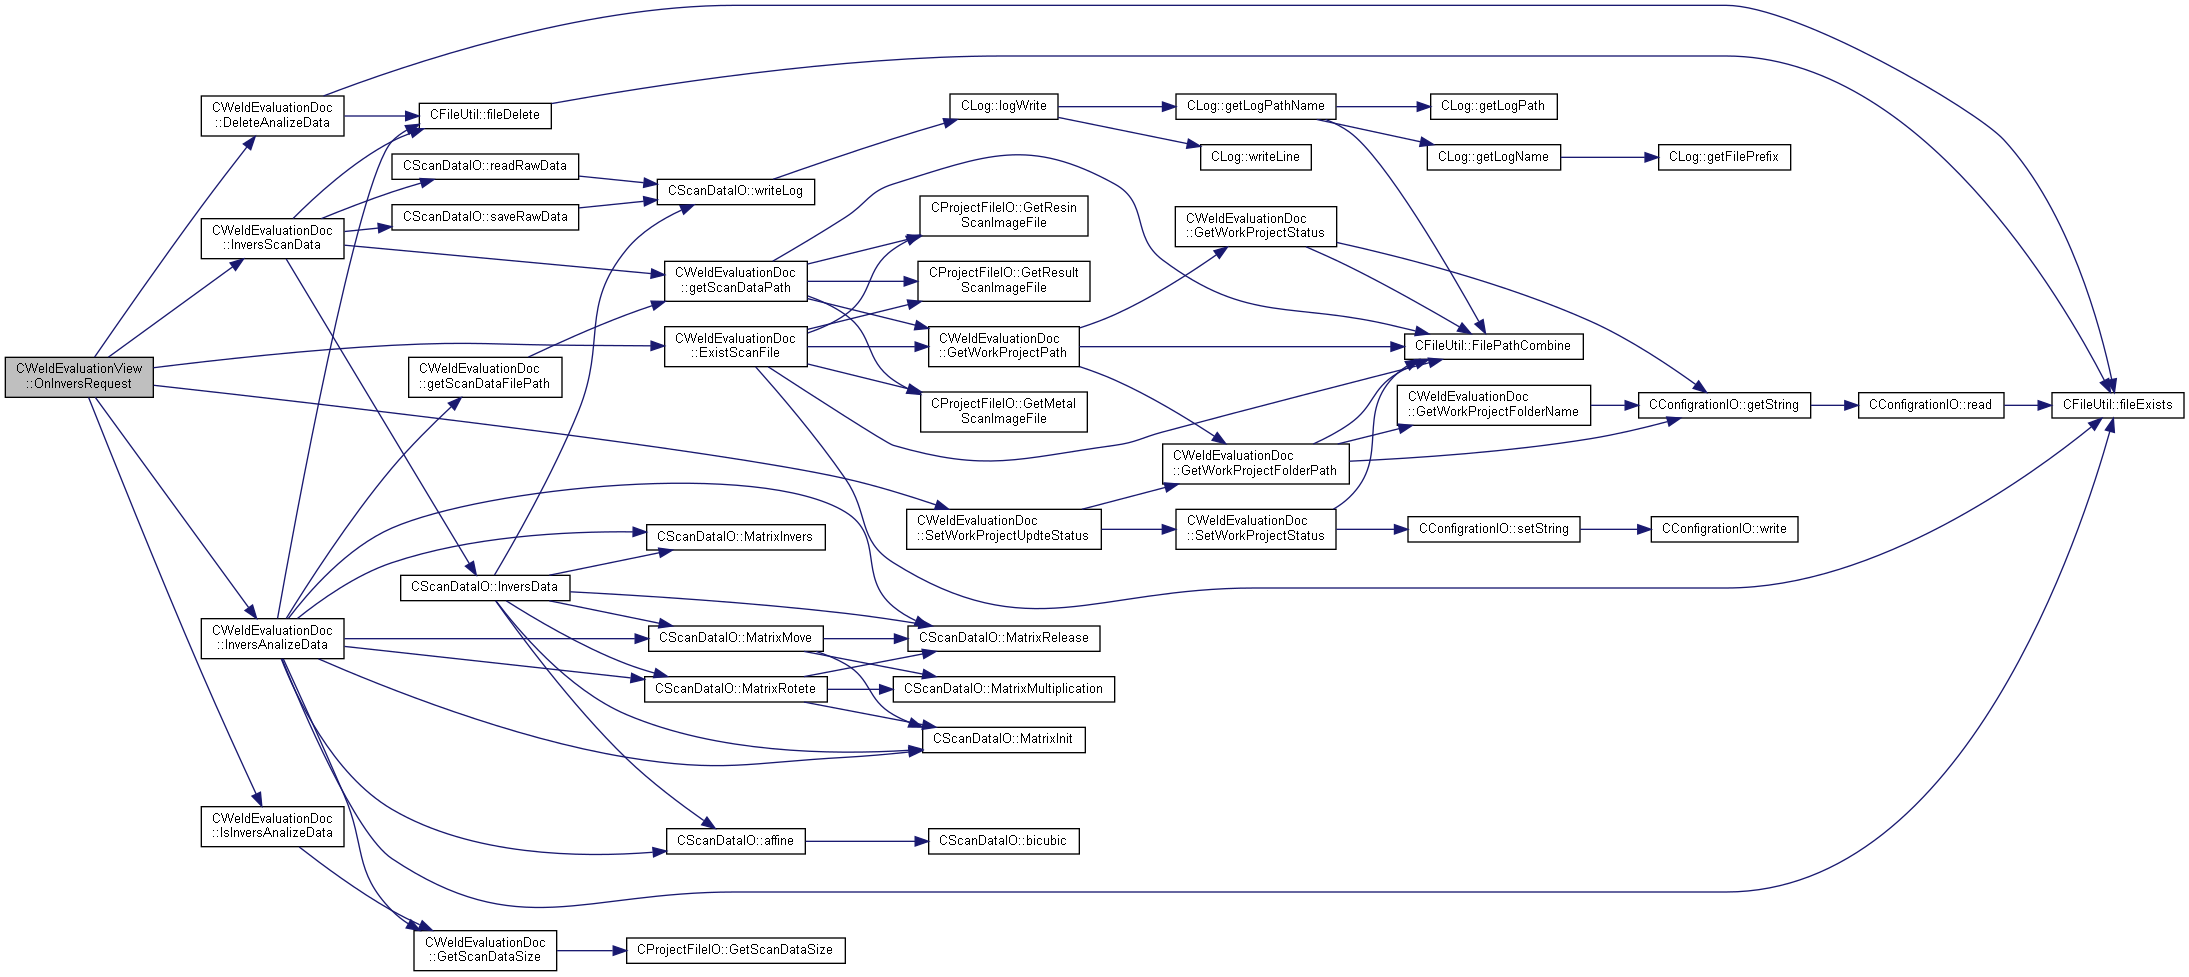 CWeldEvaluationView
::OnInversRequest
CWeldEvaluationDoc
::DeleteAnalizeData
CWeldEvaluationDoc
::InversScanData
CWeldEvaluationDoc
::InversAnalizeData
CWeldEvaluationDoc
::IsInversAnalizeData
CFileUtil::fileDelete
CScanDataIO::readRawData
CScanDataIO::saveRawData
CWeldEvaluationDoc
::getScanDataFilePath
CScanDataIO::InversData
CWeldEvaluationDoc
::GetScanDataSize
CScanDataIO::writeLog
CWeldEvaluationDoc
::getScanDataPath
CWeldEvaluationDoc
::ExistScanFile
CScanDataIO::MatrixInvers
CScanDataIO::MatrixMove
CScanDataIO::MatrixRotete
CScanDataIO::affine
CProjectFileIO::GetScanDataSize
CLog::logWrite
CProjectFileIO::GetResin
ScanImageFile
CProjectFileIO::GetResult
ScanImageFile
CWeldEvaluationDoc
::GetWorkProjectPath
CProjectFileIO::GetMetal
ScanImageFile
CWeldEvaluationDoc
::SetWorkProjectUpdteStatus
CScanDataIO::MatrixRelease
CScanDataIO::MatrixMultiplication
CScanDataIO::MatrixInit
CScanDataIO::bicubic
CLog::getLogPathName
CLog::writeLine
CWeldEvaluationDoc
::GetWorkProjectStatus
CWeldEvaluationDoc
::GetWorkProjectFolderPath
CWeldEvaluationDoc
::SetWorkProjectStatus
CLog::getLogPath
CLog::getLogName
CFileUtil::FilePathCombine
CWeldEvaluationDoc
::GetWorkProjectFolderName
CConfigrationIO::setString
CLog::getFilePrefix
CConfigrationIO::getString
CConfigrationIO::write
CConfigrationIO::read
CFileUtil::fileExists